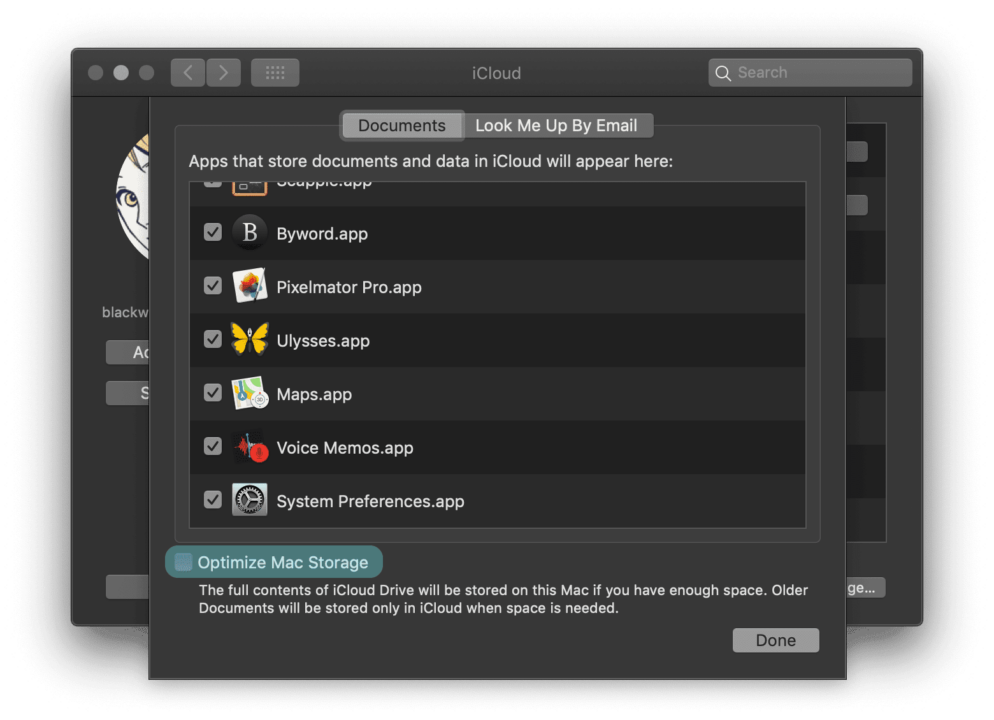 iCloud
Search
Documents
Look Me Up By Email
Apps that store documents and data in iCloud will appear here:
Scapple.app
B
Byword.app
Pixelmator Pro.app
Ulysses.app
Maps.app
Voice Memos.app
System Preferences.app
blackw
Ac
S
Optimize Mac Storage
The full contents of iCloud Drive will be stored on this Mac if you have enough space. Older
Documents will be stored only in iCloud when space is needed.
ge...
Done